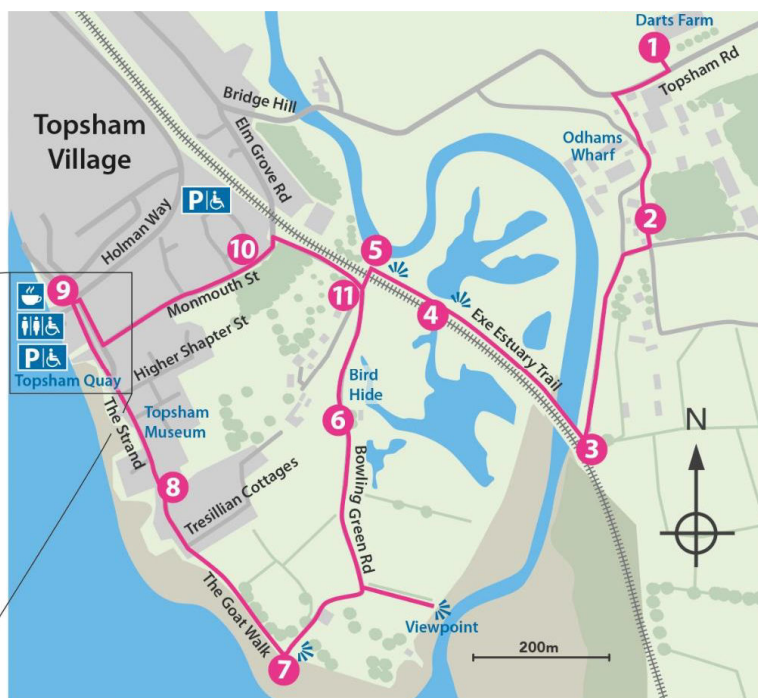 Darts Farm
1
Topsham Rd
Bridge Hill
Topsham
Village
Elm Grove Rd
Odhams
Wharf
P
Holman Way
2
10
5
9
Monmouth St
11
4
Exe Estuary Trail
P
Topsham Quay
Higher Shapter St
The Strand
Topsham
Museum
Bird
Hide
6
3
N
8
Tresillian Cottages
Bowling Green Rd
The Goat Walk
Viewpoint
7
200m